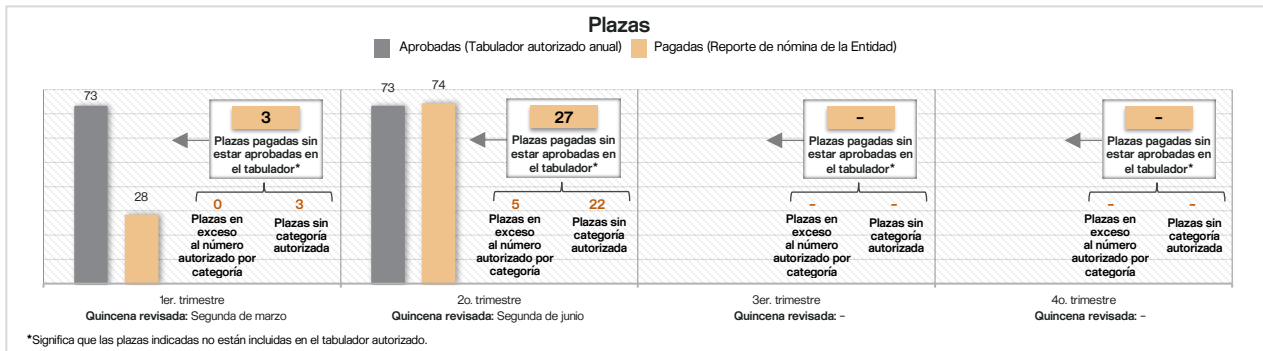 Plazas
Aprobadas (Tabulador autorizado anual)
Pagadas (Reporte de nómina de la Entidad)
73
28
3
Plazas pagadas sin
estar aprobadas en
el tabulador*
0
3
Plazas en
exceso
al número
autorizado por
categoría
Plazas sin
categoría
autorizada
1er. trimestre
Quincena revisada: Segunda de marzo
73
74
27
Plazas pagadas sin
estar aprobadas en
el tabulador*
5
22
Plazas en
exceso
al número
autorizado por
categoría
Plazas sin
categoría
autorizada
2o. trimestre
Quincena revisada: Segunda de junio
-
Plazas pagadas sin
estar aprobadas en
el tabulador*
-
-
Plazas en
exceso
al número
autorizado por
categoría
Plazas sin
categoría
autorizada
3er. trimestre
Quincena revisada: -
-
Plazas pagadas sin
estar aprobadas en
el tabulador*
-
-
Plazas en
exceso
al número
autorizado por
categoría
Plazas sin
categoría
autorizada
4o. trimestre
Quincena revisada: -
*Significa que las plazas indicadas no están incluidas en el tabulador autorizado.